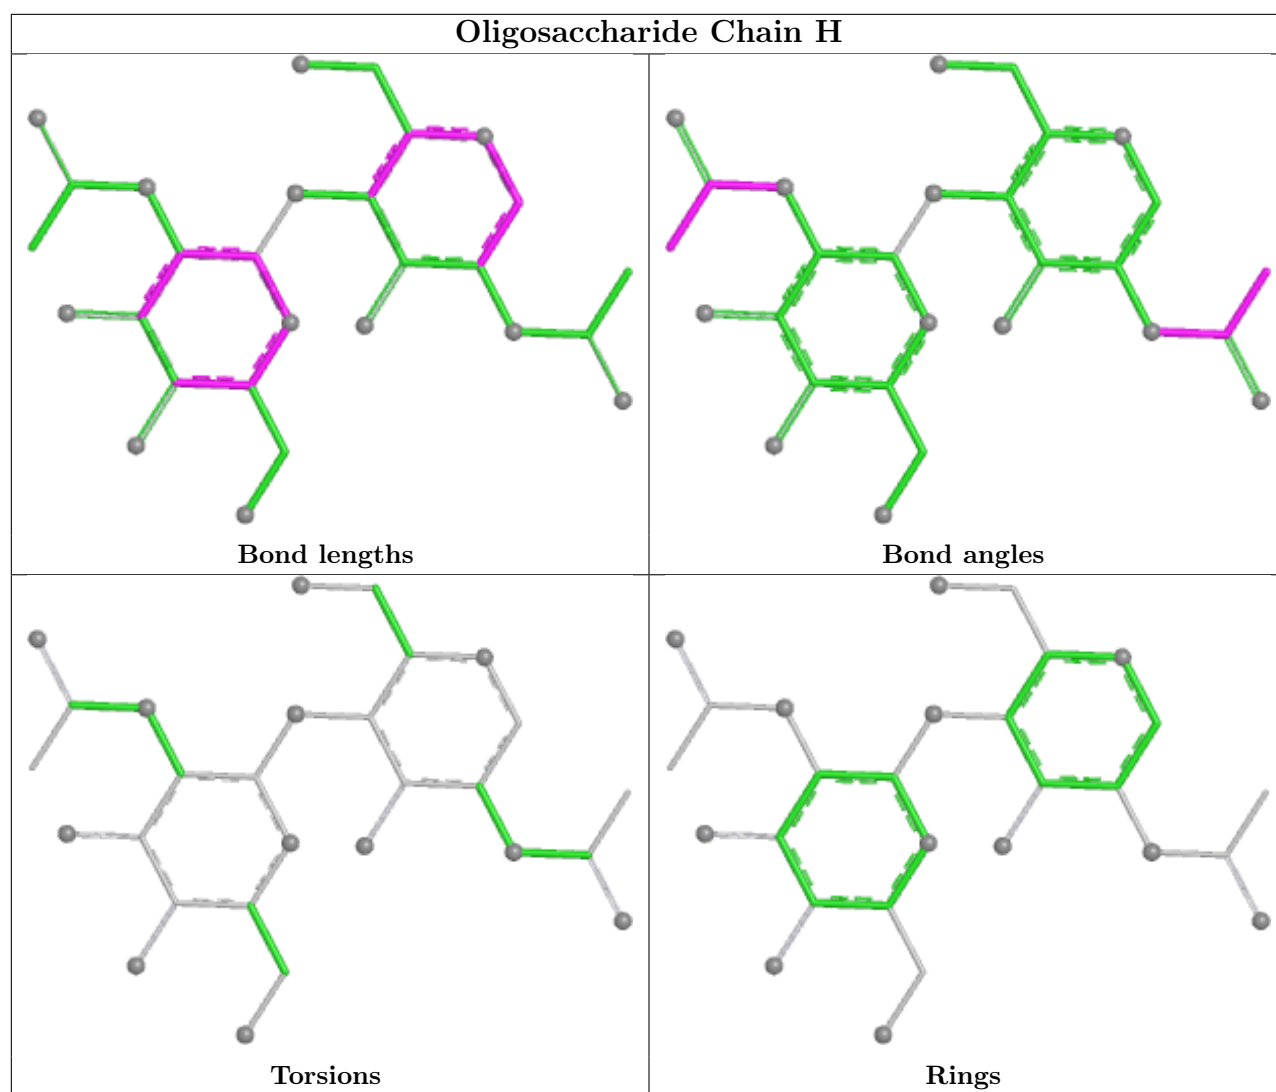 Oligosaccharide Chain H
Bond lengths
Bond angles
Torsions
Rings